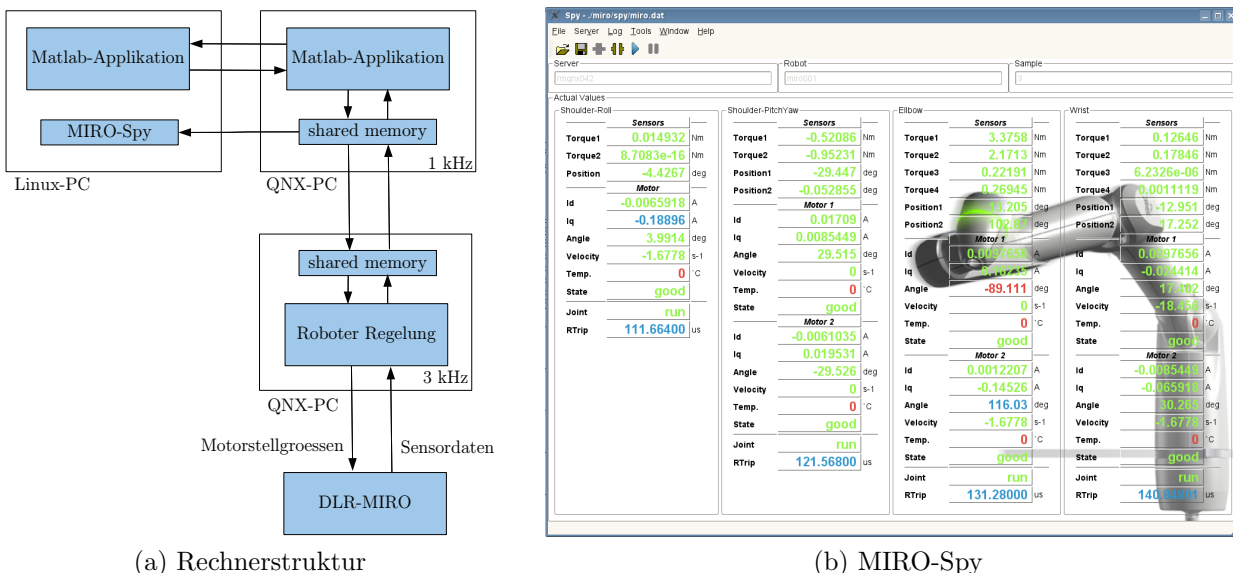 Matlab-Applikation
Matlab-Applikation
MIRO-Spy
shared memory
1 kHz
Linux-PC
QNX-PC
shared memory
Roboter Regelung
3 kHz
QNX-PC
Motorstellgroessen
Sensordaten
DLR-MIRO
(a) Rechnerstruktur
Spy - ./miro/spy/miro.dat
File Server Log Tools Window Help
Server
rmqnx042
Robot
miro001
Sample
Actual Values
Shoulder-Roll
Sensors
Torque1 0.014932 Nm
Torque2 8.7083e-16 Nm
Position -4.4267 deg
Motor
Id -0.0065918 A
Iq -0.18896 A
Angle 3.9914 deg
Velocity -1.6778 s-1
Temp. 0 °C
State good
Joint run
RTrip 111.66400 us
Shoulder-PitchYaw
Sensors
Torque1 -0.52086 Nm
Torque2 -0.95231 Nm
Position1 -29.447 deg
Position2 -0.052855 deg
Motor 1
Id 0.01709 A
Iq 0.0085449 A
Angle 29.515 deg
Velocity 0 s-1
Temp. 0 °C
State good
Motor 2
Id -0.0061035 A
Iq 0.019531 A
Angle -29.526 deg
Velocity 0 s-1
Temp. 0 °C
State good
Joint run
RTrip 121.56800 us
Ellbow
Sensors
Torque1 3.3758 Nm
Torque2 2.1713 Nm
Torque3 0.22191 Nm
Torque4 0.26945 Nm
Position1 deg
Position2 deg
Motor 1
Id 0.0097656 A
Iq A
Angle -89.111 deg
Velocity 0 s-1
Temp. 0 °C
State good
Motor 2
Id 0.0012207 A
Iq -0.14526 A
Angle 116.03 deg
Velocity -1.6778 s-1
Temp. 0 °C
State good
Joint run
RTrip 131.28000 us
Wrist
Sensors
Torque1 0.12646 Nm
Torque2 0.17846 Nm
Torque3 6.2326e-06 Nm
Torque4 0.0011119 Nm
Position1 -12.951 deg
Position2 17.252 deg
Motor 1
Id 0.0097656 A
Iq -0.024414 A
Angle deg
Velocity -18.456 s-1
Temp. 0 °C
State good
Motor 2
Id -0.0085449 A
Iq -0.065918 A
Angle 30.265 deg
Velocity -1.6778 s-1
Temp. 0 °C
State good
Joint run
RTrip us
(b) MIRO-Spy